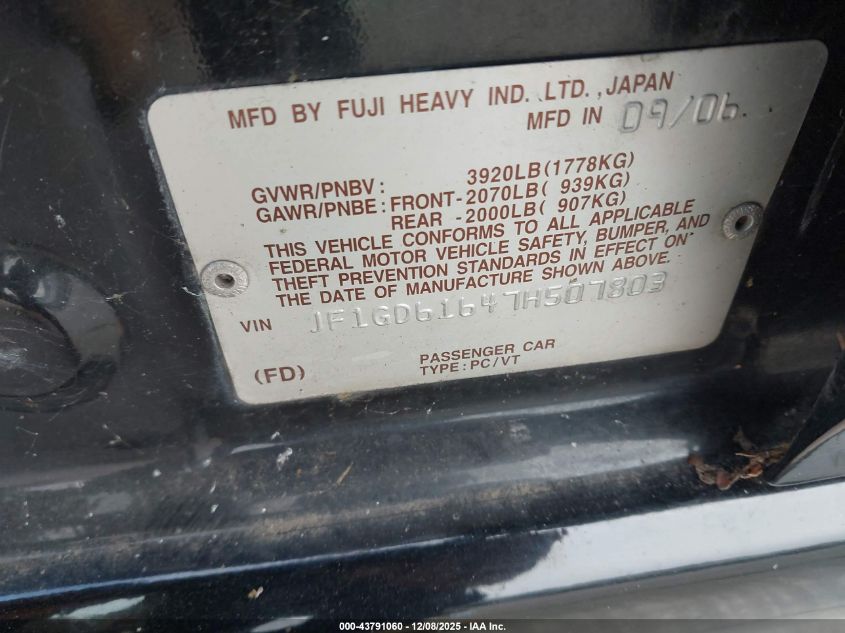 MFD BY FUJI HEAVY IND. LTD., JAPAN
MFD IN 09/06
GVWR/PNBV: 3920LB(1778KG)
GAWR/PNBE: FRONT-2070LB( 939KG)
REAR -2000LB( 907KG)
THIS VEHICLE CONFORMS TO ALL APPLICABLE
FEDERAL MOTOR VEHICLE SAFETY, BUMPER, AND
THEFT PREVENTION STANDARDS IN EFFECT ON
THE DATE OF MANUFACTURE SHOWN ABOVE.
VIN JF1GD61647H507803
PASSENGER CAR
(FD) TYPE:PC/VT
000-43791060 - 12/08/2025 - IAA Inc.